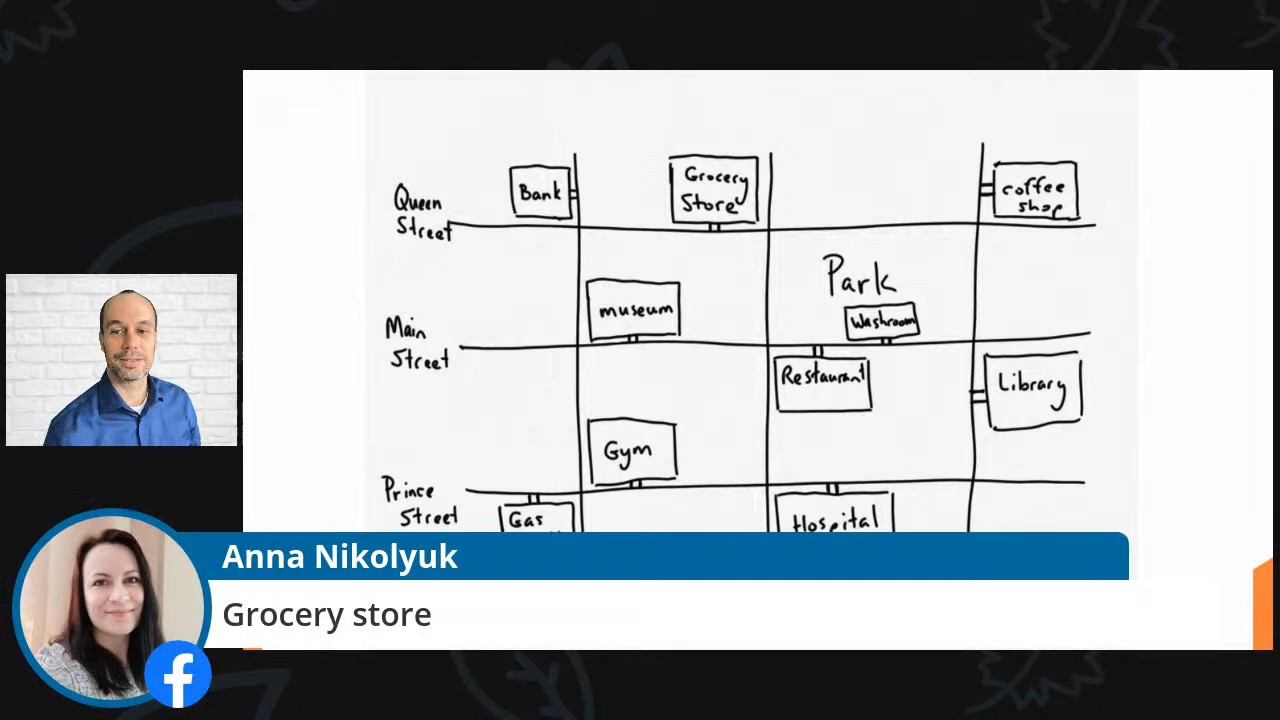 Bank
Grocery
Store
coffee
shop
Queen
Street
Park
museum
Washroom
Main
Street
Restaurant
Library
Gym
Prince
Street
Gas
Hospital
Anna Nikolyuk
Grocery store